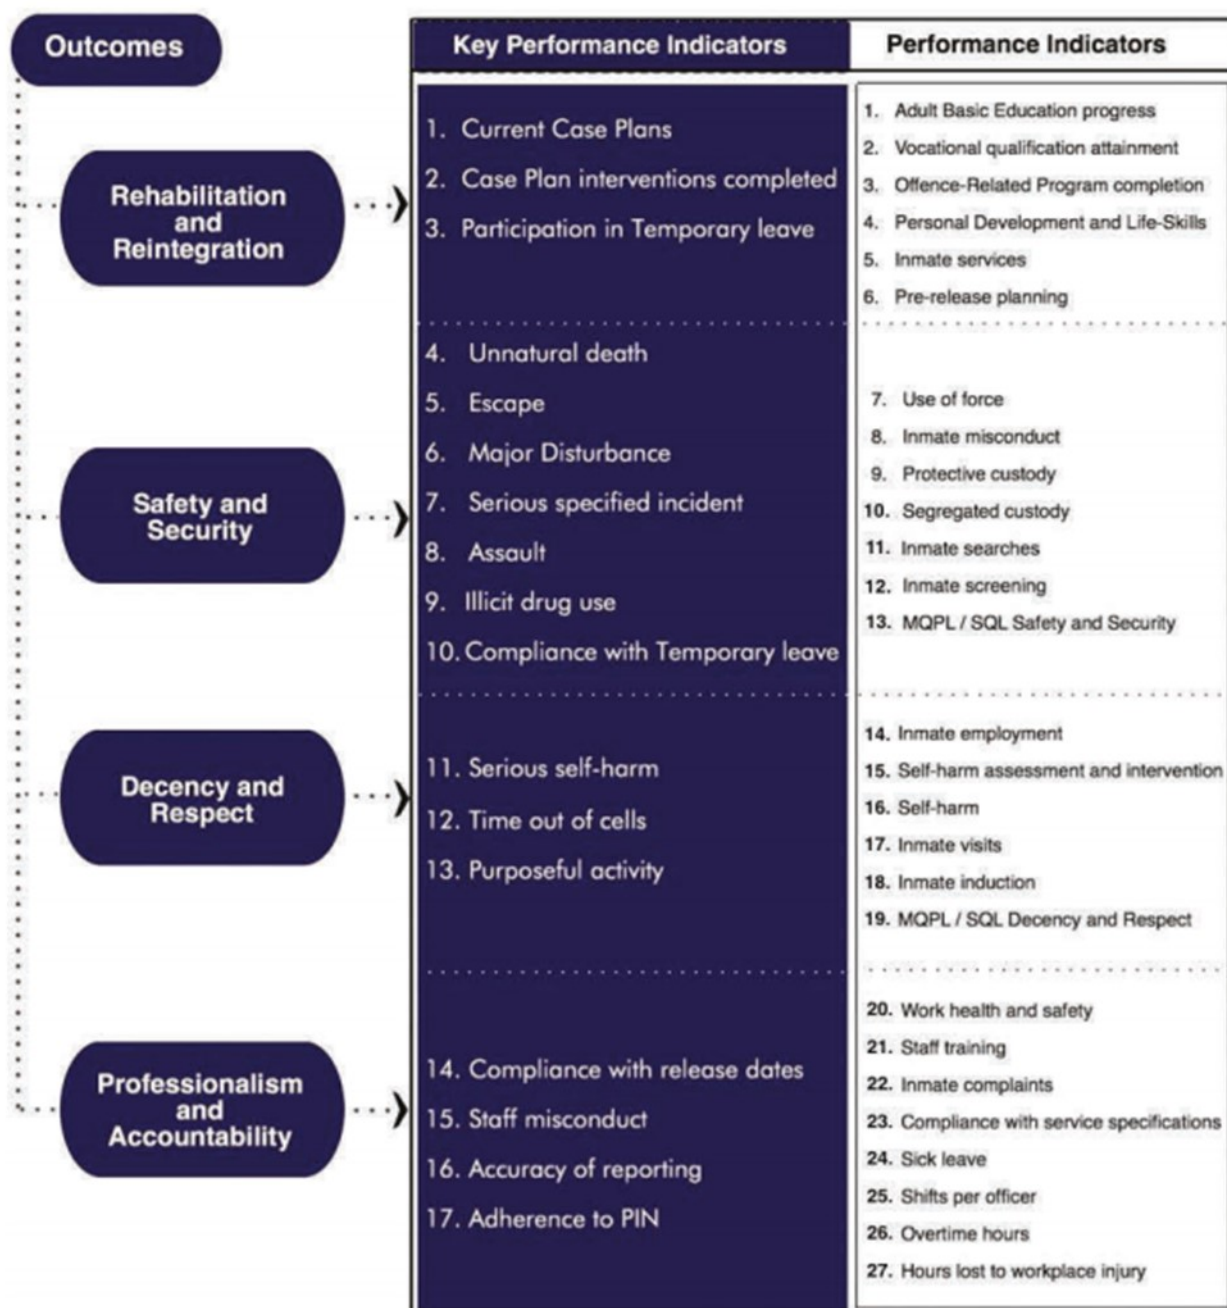 Outcomes
Key Performance Indicators
Performance Indicators
Rehabilitation
and
Reintegration
1. Current Case Plans
2. Case Plan interventions completed
3. Participation in Temporary leave
1. Adult Basic Education progress
2. Vocational qualification attainment
3. Offence-Related Program completion
4. Personal Development and Life-Skills
5. Inmate services
6. Pre-release planning
Safety and
Security
4. Unnatural death
5. Escape
6. Major Disturbance
7. Serious specified incident
8. Assault
9. Illicit drug use
10. Compliance with Temporary leave
7. Use of force
8. Inmate misconduct
9. Protective custody
10. Segregated custody
11. Inmate searches
12. Inmate screening
13. MQPL / SQL Safety and Security
Decency and
Respect
11. Serious self-harm
12. Time out of cells
13. Purposeful activity
14. Inmate employment
15. Self-harm assessment and intervention
16. Self-harm
17. Inmate visits
18. Inmate induction
19. MQPL / SQL Decency and Respect
Professionalism
and
Accountability
14. Compliance with release dates
15. Staff misconduct
16. Accuracy of reporting
17. Adherence to PIN
20. Work health and safety
21. Staff training
22. Inmate complaints
23. Compliance with service specifications
24. Sick leave
25. Shifts per officer
26. Overtime hours
27. Hours lost to workplace injury